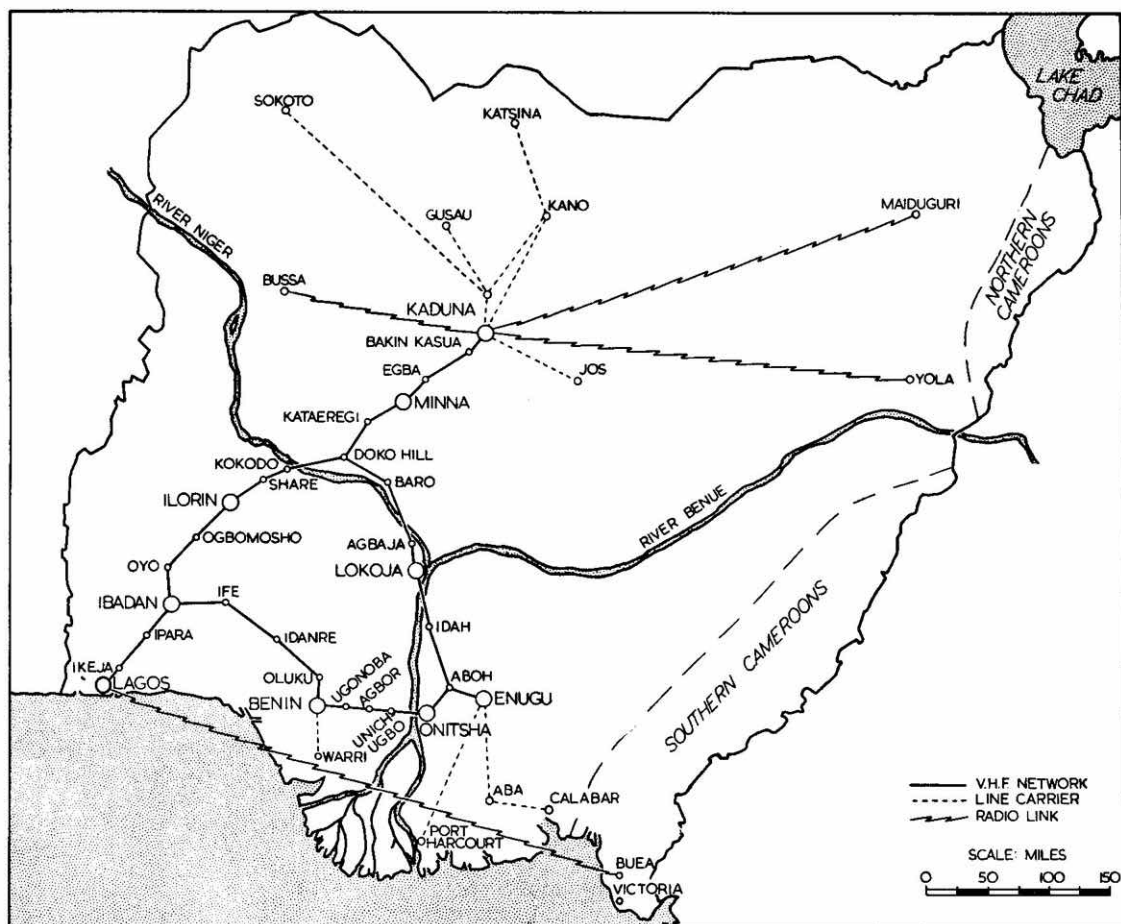 LAKE
CHAD
SOKOTO
KATSINA
RIVER NIGER
GUSAU
KANO
MAIDUGURI
NORTHERN
CAMEROONS
BUSSA
KADUNA
BAKIN KASUA
EGBA
JOS
YOLA
MINNA
KATAEREGI
DOKO HILL
KOKODO
SHARE
BARO
ILORIN
RIVER BENUE
OGBOMOSHO
AGBAJA
OYO
LOKOJA
IBADAN
IFE
IPARA
IDANRE
IDAH
IKEJA
LAGOS
OLUKU
ABOH
BENIN
UGONOBA
AGBOR
UNICHI
UGBO
ONITSHA
ENUGU
SOUTHERN CAMEROONS
WARRI
ABA
CALABAR
PORT
HARCOURT
BUEA
VICTORIA
V.H.F. NETWORK
LINE CARRIER
RADIO LINK
SCALE: MILES
0 50 100 150